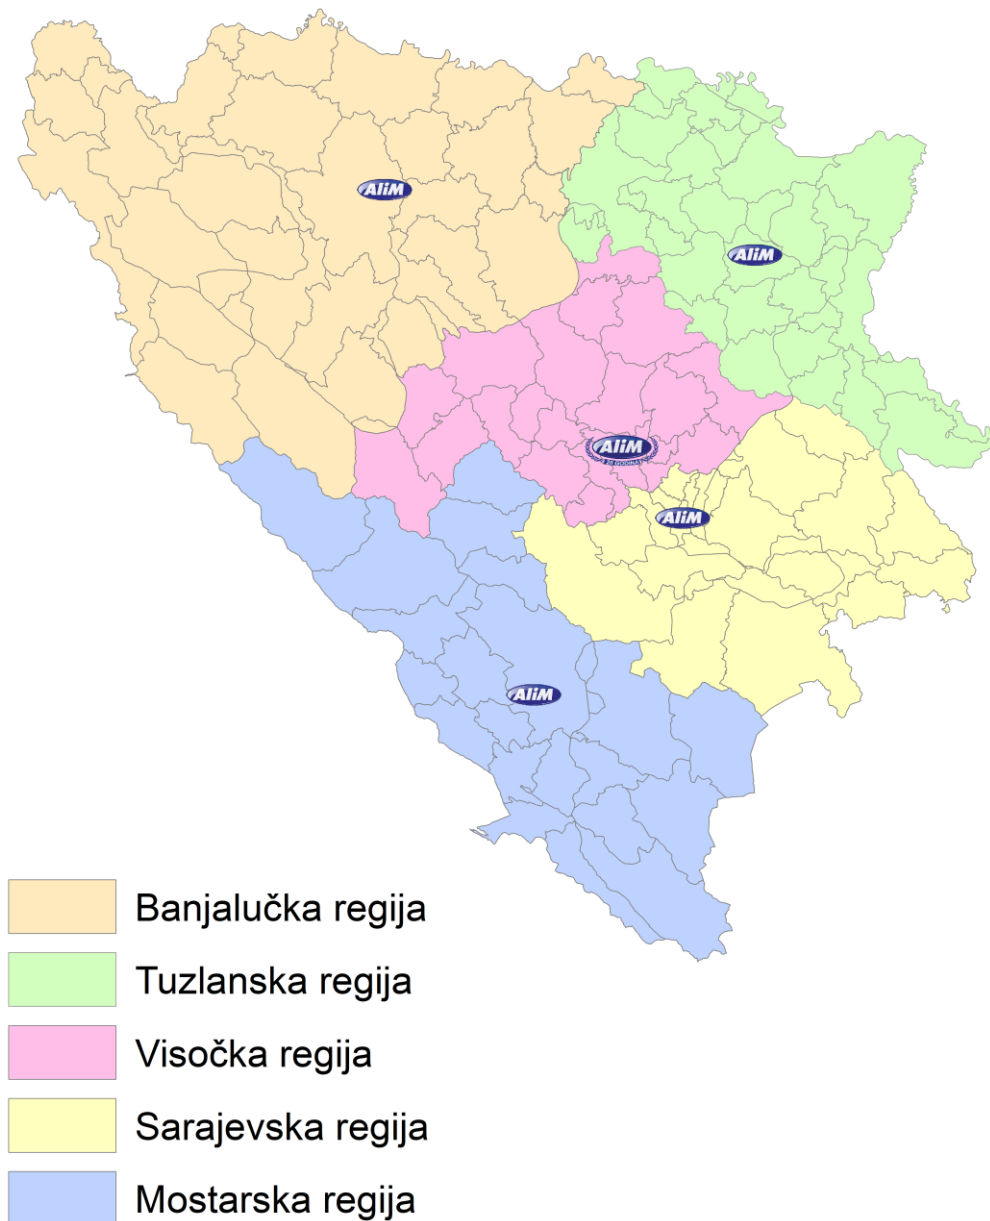 AliM
AliM
AliM
AliM
AliM
Banjalučka regija
Tuzlanska regija
Visočka regija
Sarajevska regija
Mostarska regija